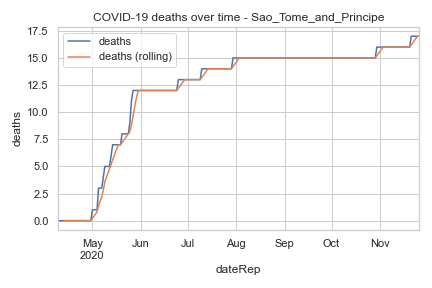 COVID-19 deaths over time - Sao_Tome_and_Principe
deaths
deaths (rolling)
17.5
15.0
12.5
10.0
7.5
5.0
2.5
0.0
deaths
May
2020
Jun
Jul
Aug
Sep
Oct
Nov
dateRep